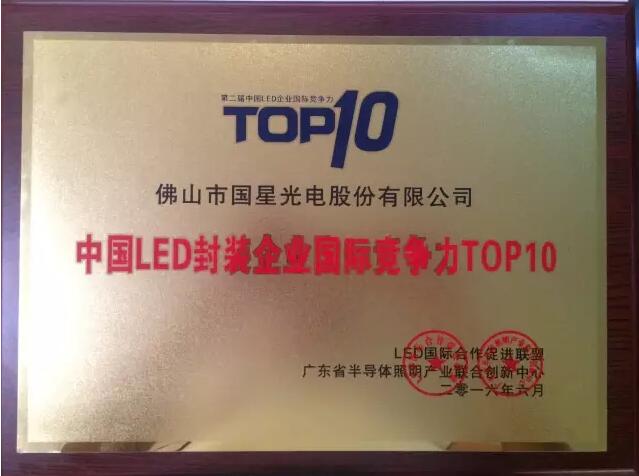 第二届中国LED企业国际竞争力
TOP10
佛山市国星光电股份有限公司
中国LED封装企业国际竞争力TOP10
LED国际合作促进联盟
广东省半导体照明产业联合创新中心
二零一六年六月